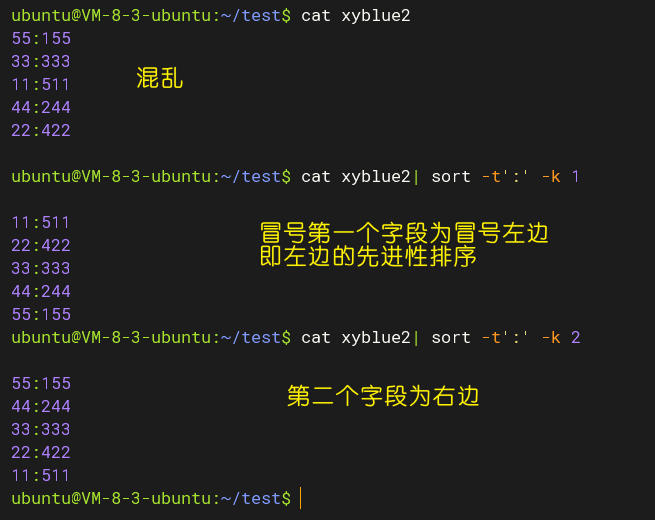 ubuntu@VM-8-3-ubuntu:~/test$ cat xyblue2
55:155
33:333
11:511
44:244
22:422
混乱
ubuntu@VM-8-3-ubuntu:~/test$ cat xyblue2| sort -t':' -k 1
11:511
22:422
33:333
44:244
55:155
冒号第一个字段为冒号左边
即左边的先进性排序
ubuntu@VM-8-3-ubuntu:~/test$ cat xyblue2| sort -t':' -k 2
55:155
44:244
33:333
22:422
11:511
第二个字段为右边
ubuntu@VM-8-3-ubuntu:~/test$